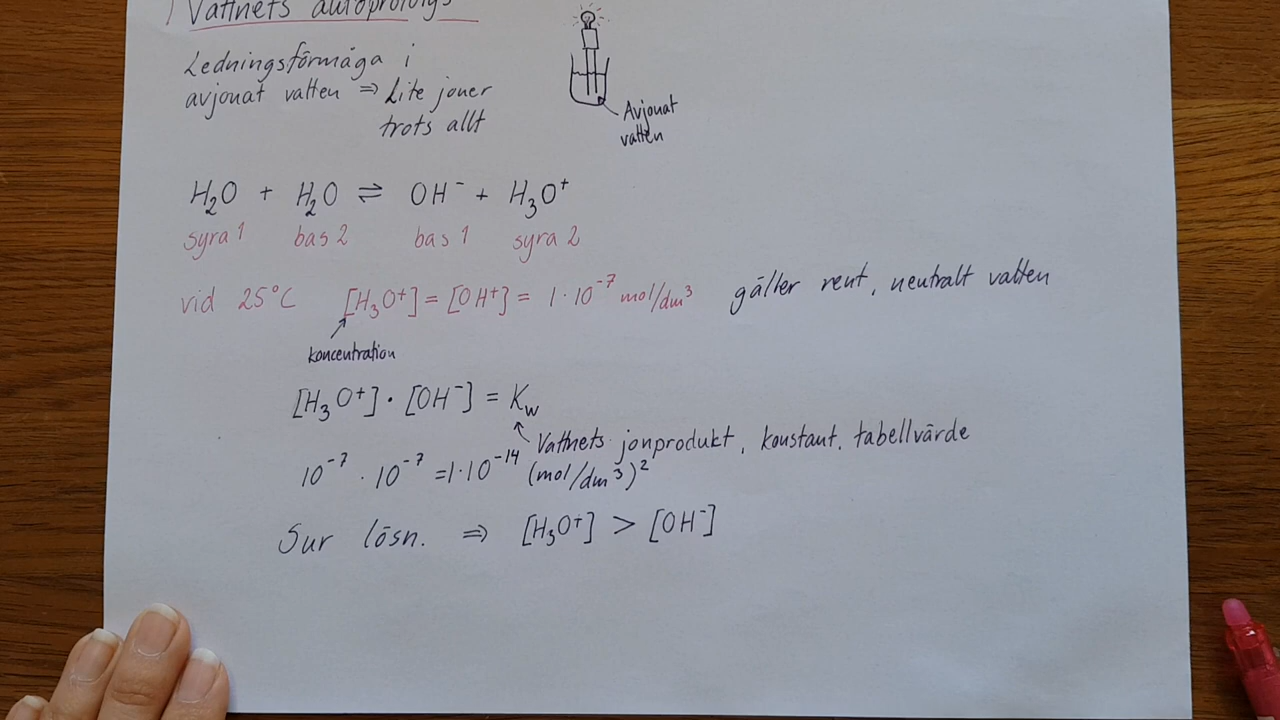 Vattnets autoprotolys
Ledningsförmåga i
avjonat vatten ⇒ Lite joner
trots allt
Avjonat
vatten
H₂O + H₂O ⇌ OH⁻ + H₃O⁺
syra 1 bas 2 bas 1 syra 2
vid 25°C [H₃O⁺] = [OH⁺] = 1·10⁻⁷ mol/dm³ gäller rent, neutralt vatten
koncentration
[H₃O⁺] · [OH⁻] = Kw
Vattnets jonprodukt, konstant, tabellvärde
10⁻⁷ · 10⁻⁷ = 1·10⁻¹⁴ (mol/dm³)²
Sur lösn. ⇒ [H₃O⁺] > [OH⁻]